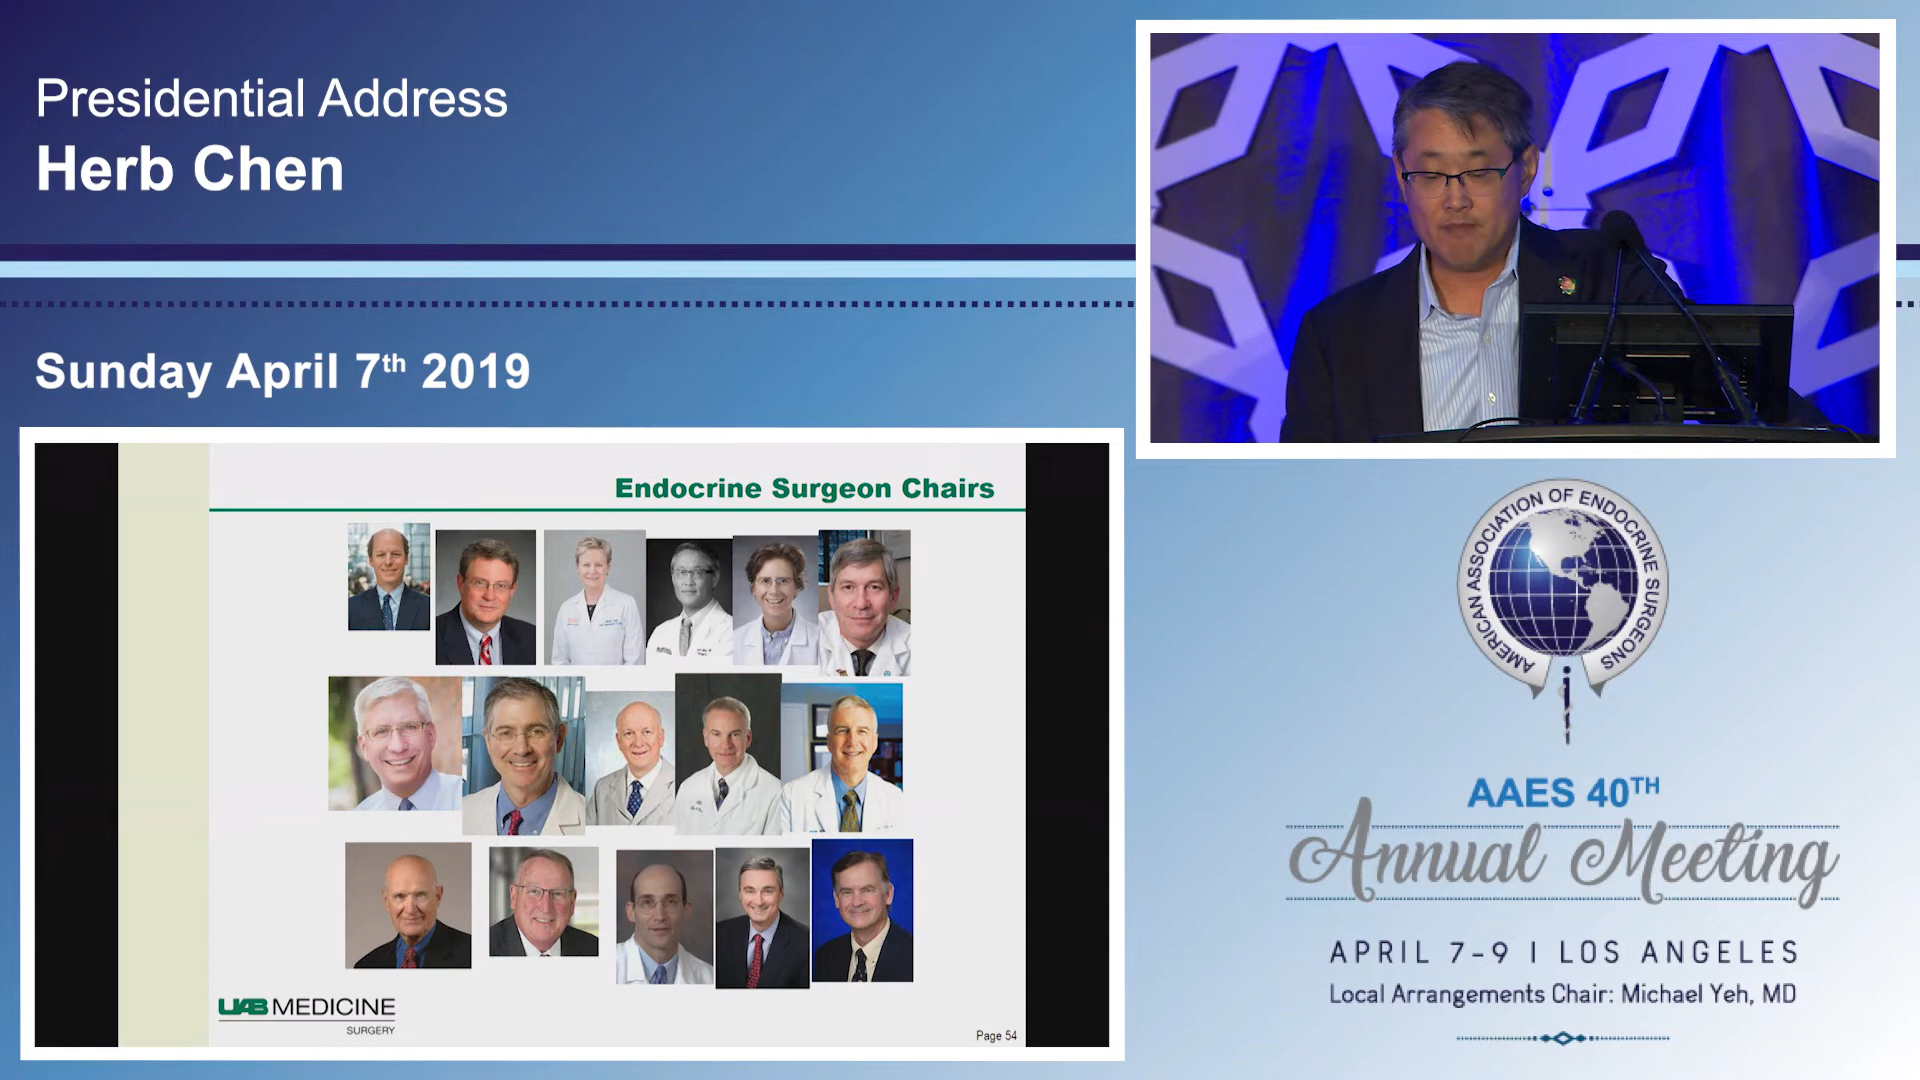 Presidential Address
Herb Chen
Sunday April 7th 2019
Endocrine Surgeon Chairs
UAB MEDICINE
SURGERY
Page 54
AMERICAN ASSOCIATION OF ENDOCRINE SURGEONS
AAES 40TH
Annual Meeting
APRIL 7-9 | LOS ANGELES
Local Arrangements Chair: Michael Yeh, MD